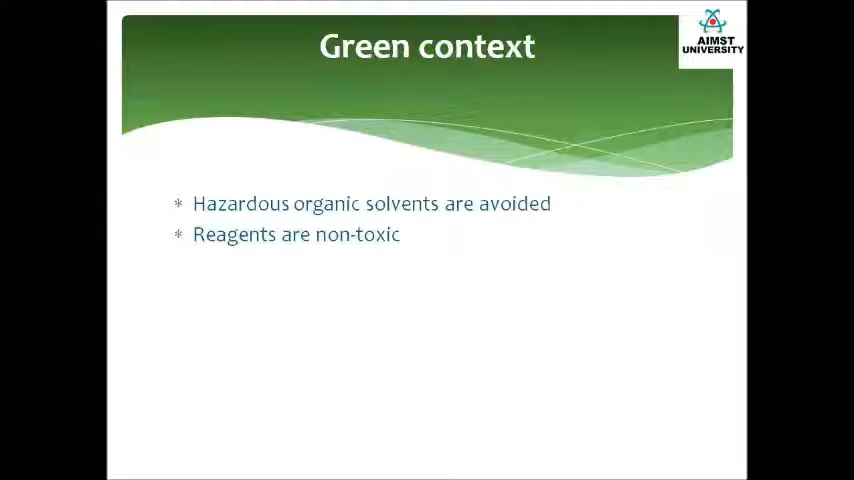 Green context
AIMST
UNIVERSITY
* Hazardous organic solvents are avoided
* Reagents are non-toxic